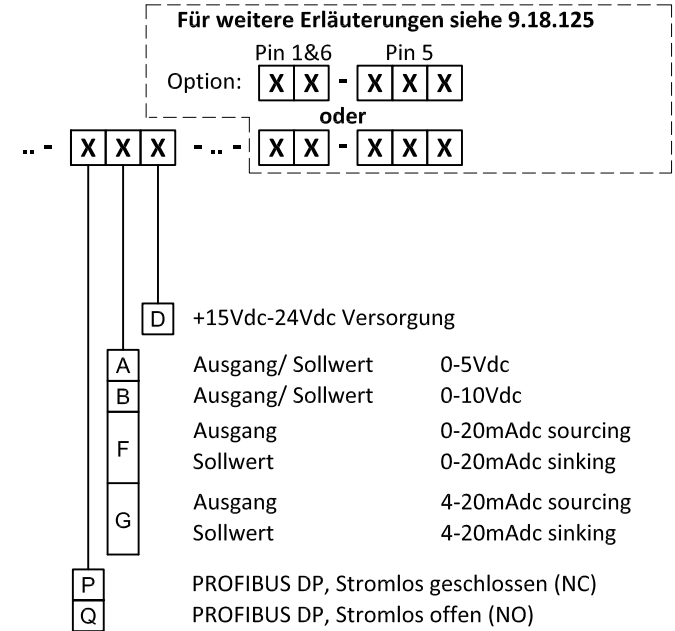 Für weitere Erläuterungen siehe 9.18.125
Pin 1&6 Pin 5
Option: X X - X X X
oder
.. - X X X - .. - X X - X X X
D +15Vdc-24Vdc Versorgung
A Ausgang/ Sollwert 0-5Vdc
B Ausgang/ Sollwert 0-10Vdc
F Ausgang 0-20mAdc sourcing
Sollwert 0-20mAdc sinking
G Ausgang 4-20mAdc sourcing
Sollwert 4-20mAdc sinking
P PROFIBUS DP, Stromlos geschlossen (NC)
Q PROFIBUS DP, Stromlos offen (NO)